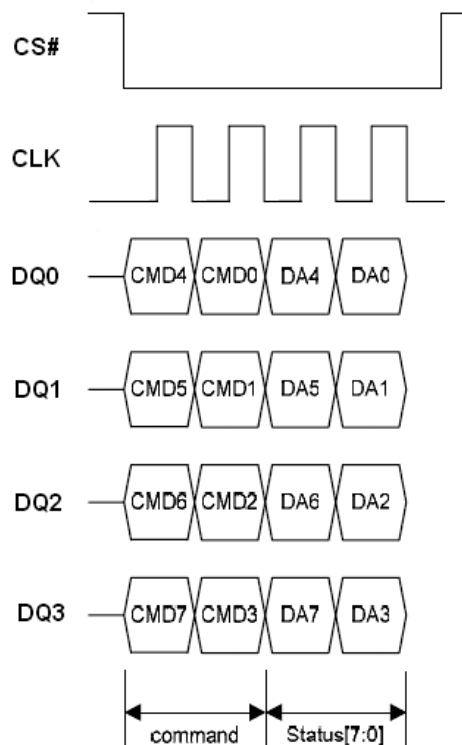 CS#
CLK
DQ0 CMD4 CMD0 DA4 DA0
DQ1 CMD5 CMD1 DA5 DA1
DQ2 CMD6 CMD2 DA6 DA2
DQ3 CMD7 CMD3 DA7 DA3
command Status[7:0]